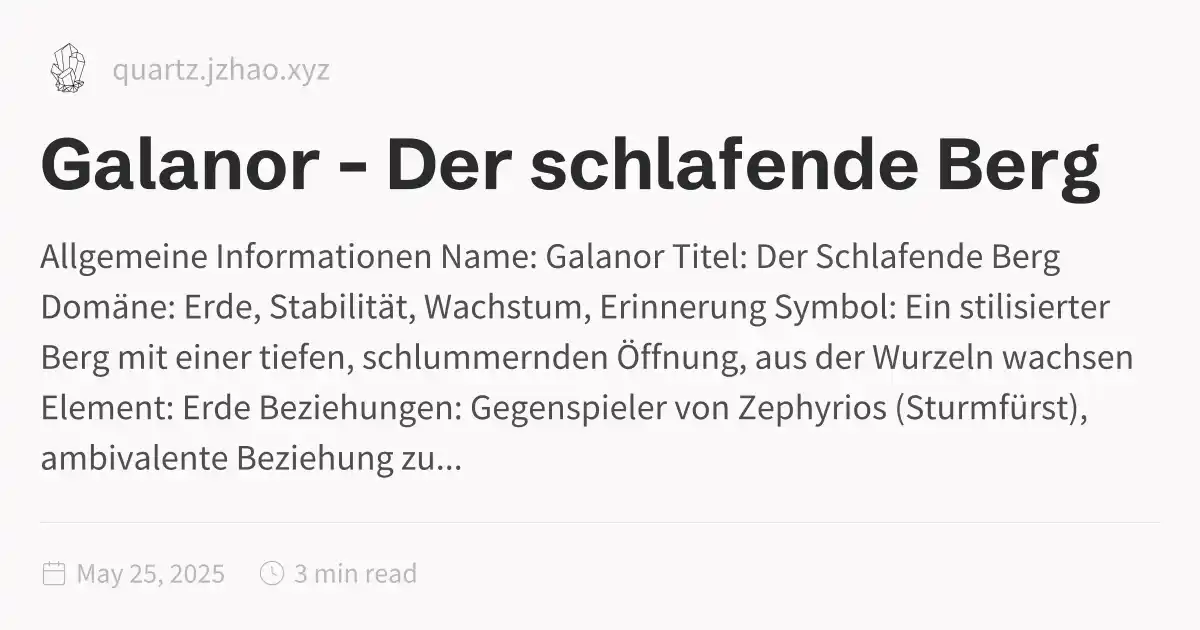 quartz.jzhao.xyz
Galanor - Der schlafende Berg
Allgemeine Informationen Name: Galanor Titel: Der Schlafende Berg
Domäne: Erde, Stabilität, Wachstum, Erinnerung Symbol: Ein stilisierter
Berg mit einer tiefen, schlummernden Öffnung, aus der Wurzeln wachsen
Element: Erde Beziehungen: Gegenspieler von Zephyrios (Sturmfürst),
ambivalente Beziehung zu...
May 25, 2025 3 min read